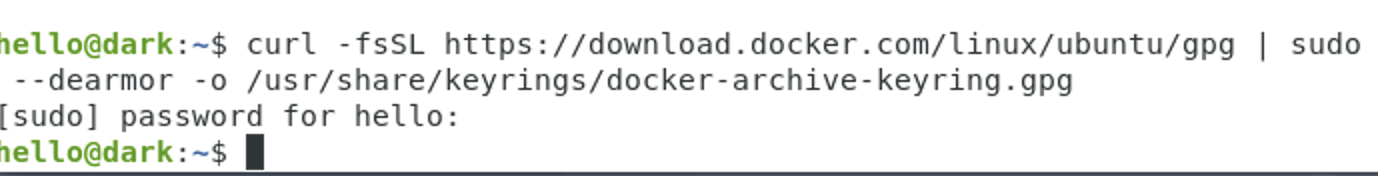 hello@dark:~$ curl -fsSL https://download.docker.com/linux/ubuntu/gpg | sudo
--dearmor -o /usr/share/keyrings/docker-archive-keyring.gpg
[sudo] password for hello:
hello@dark:~$